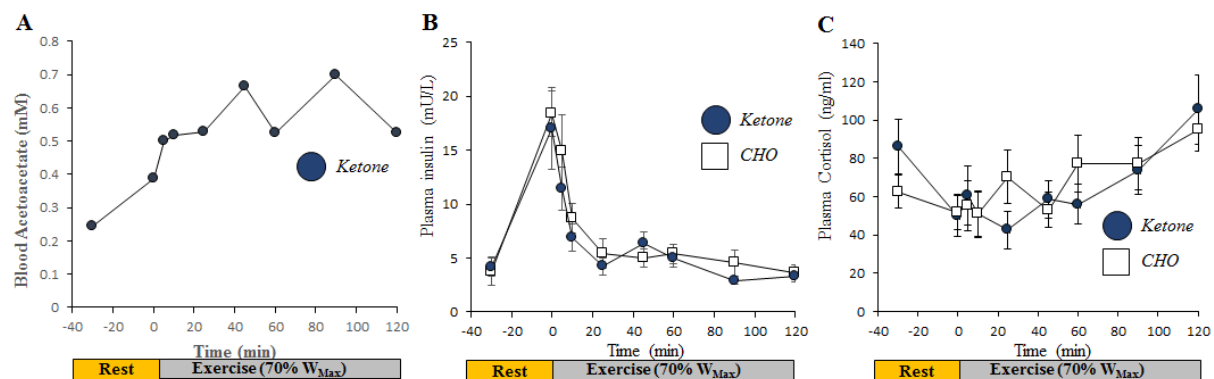 A
Blood Acetoacetate (mM)
0.8
0.7
0.6
0.5
0.4
0.3
0.2
0.1
0
-40 -20 0 20 40 60 80 100 120
Time (min)
Ketone
Rest Exercise (70% WMax)
B
Plasma insulin (mU/L)
25
20
15
10
5
0
-40 -20 0 20 40 60 80 100 120
Time (min)
Ketone
CHO
Rest Exercise (70% WMax)
C
Plasma Cortisol (ng/ml)
140
120
100
80
60
40
20
0
-40 -20 0 20 40 60 80 100 120
Time (min)
Ketone
CHO
Rest Exercise (70% WMax)